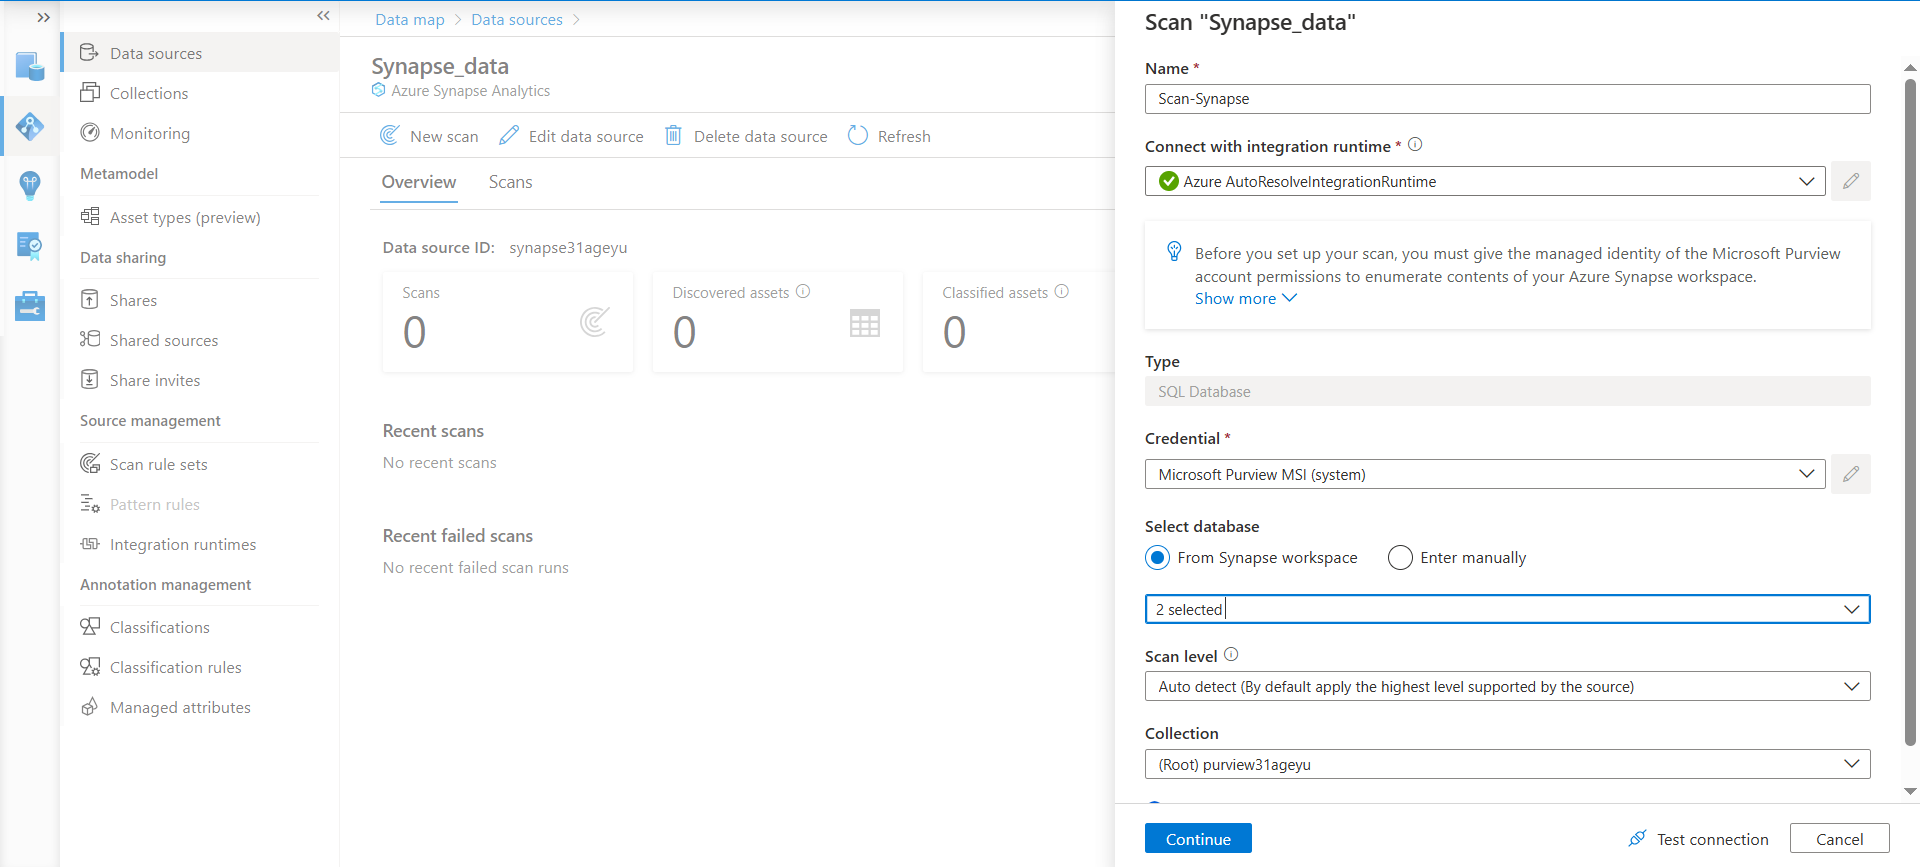 Data sources
Collections
Monitoring
Metamodel
Asset types (preview)
Data sharing
Shares
Shared sources
Share invites
Source management
Scan rule sets
Pattern rules
Integration runtimes
Annotation management
Classifications
Classification rules
Managed attributes
Data map > Data sources >
Synapse_data
Azure Synapse Analytics
New scan Edit data source Delete data source Refresh
Overview Scans
Data source ID: synapse31ageyu
Scans
0
Discovered assets
0
Classified assets
0
Recent scans
No recent scans
Recent failed scans
No recent failed scan runs
Scan "Synapse_data"
Name *
Scan-Synapse
Connect with integration runtime *
Azure AutoResolveIntegrationRuntime
Before you set up your scan, you must give the managed identity of the Microsoft Purview
account permissions to enumerate contents of your Azure Synapse workspace.
Show more
Type
SQL Database
Credential *
Microsoft Purview MSI (system)
Select database
From Synapse workspace Enter manually
2 selected
Scan level
Auto detect (By default apply the highest level supported by the source)
Collection
(Root) purview31ageyu
Continue Test connection Cancel